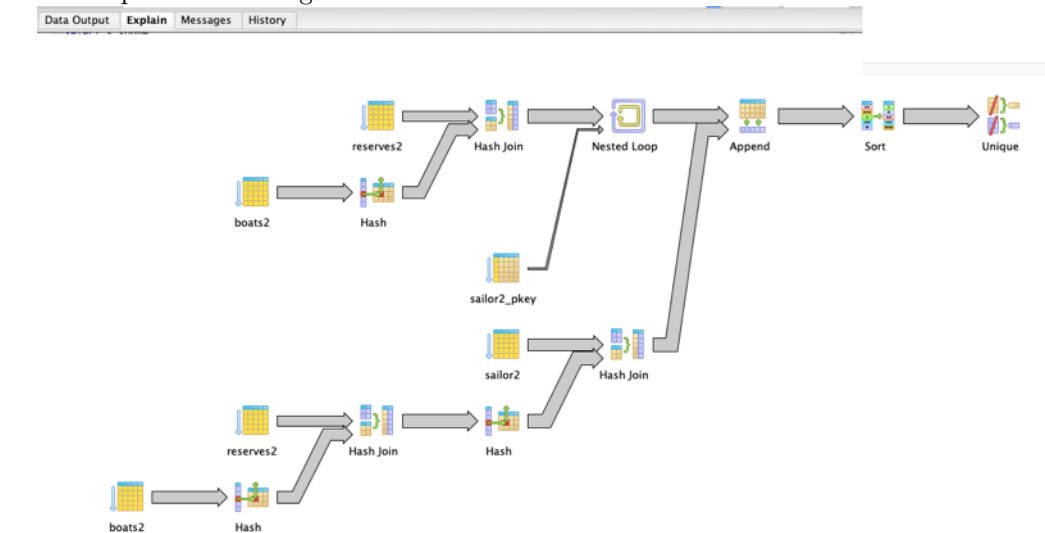 Data Output Explain Messages History
reserves2 Hash Join Nested Loop Append Sort Unique
boats2 Hash
sailor2_pkey
sailor2 Hash Join
reserves2 Hash Join Hash
boats2 Hash